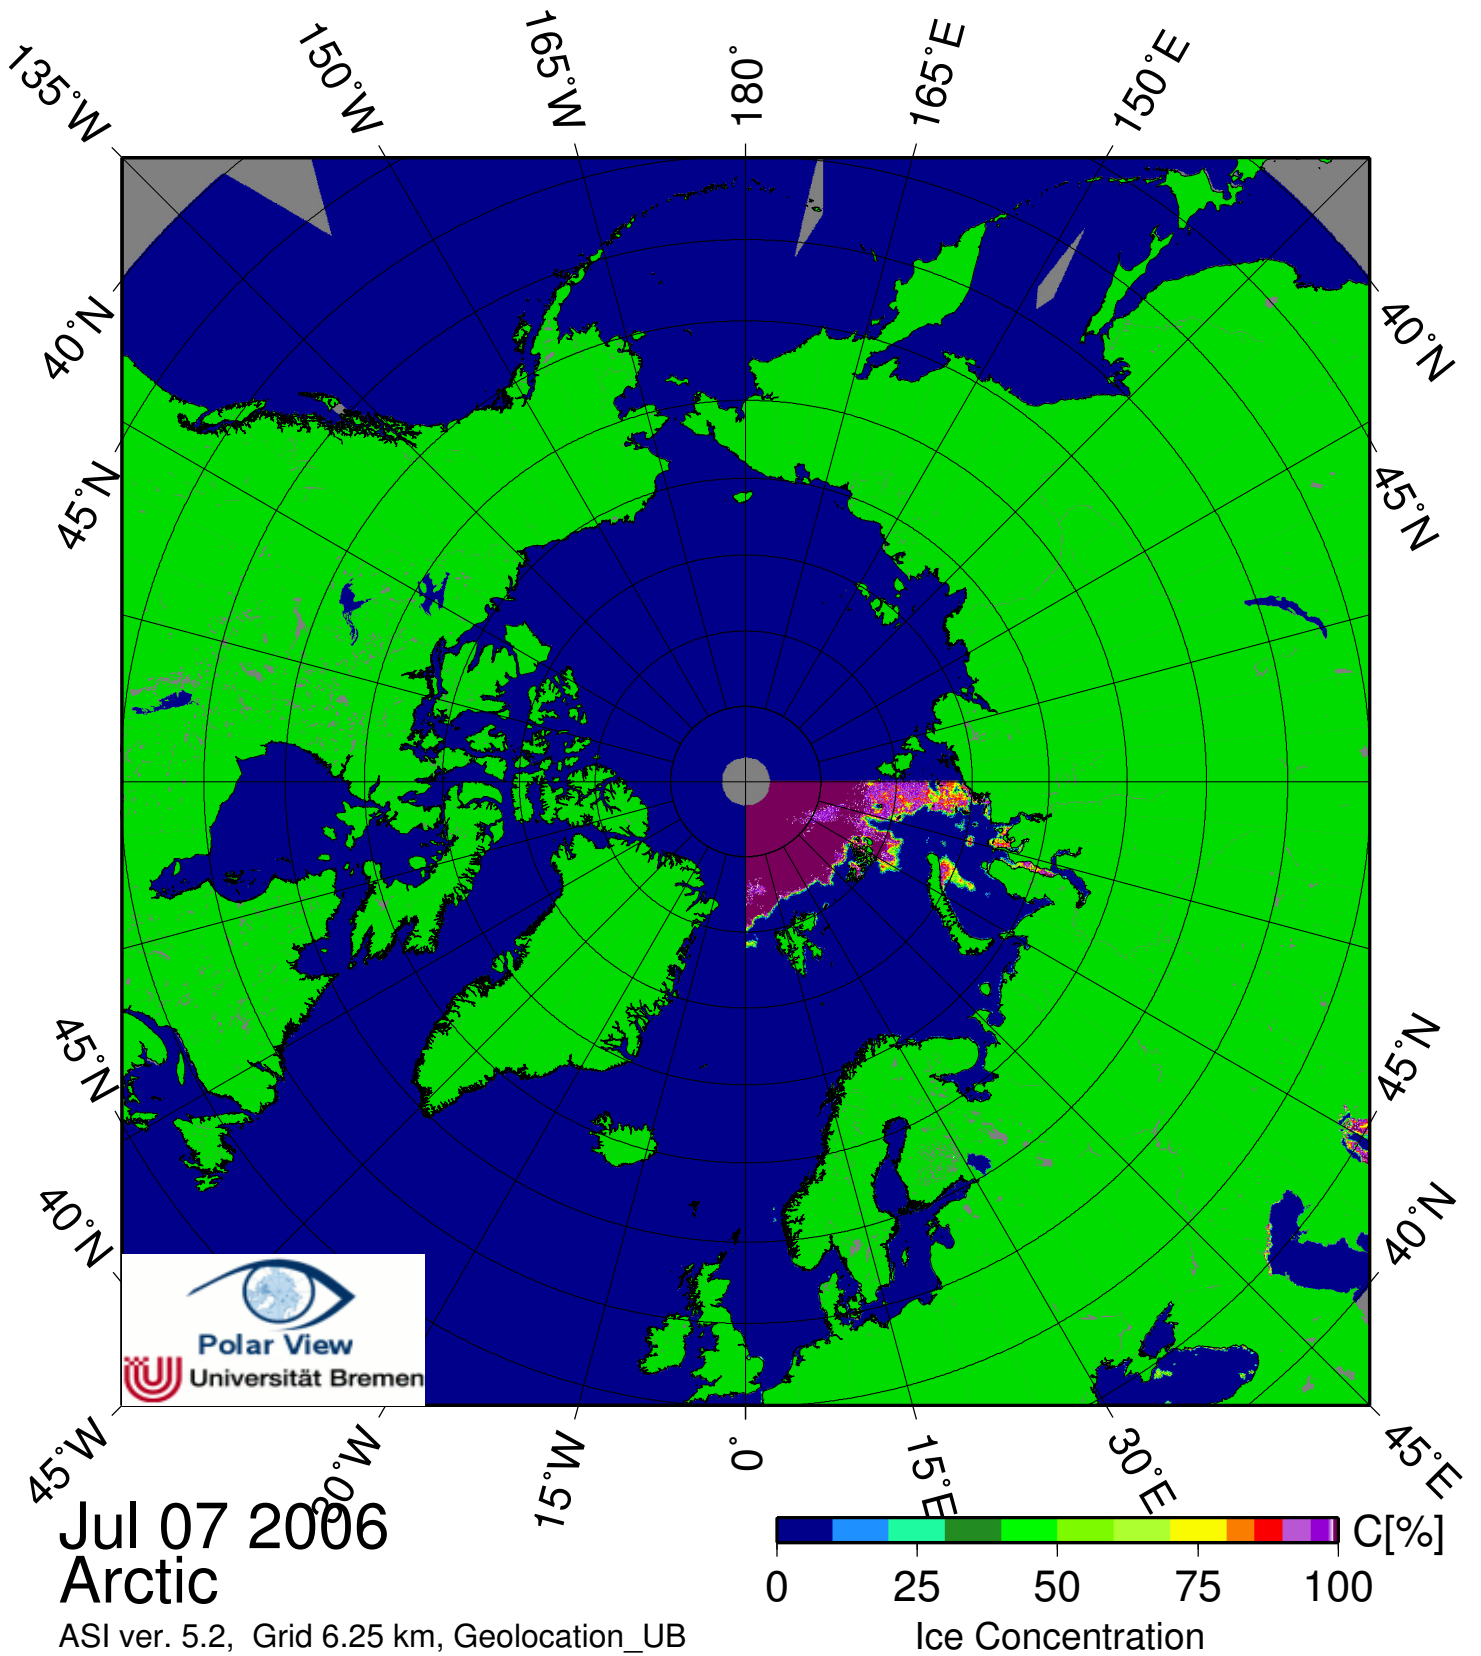 135°W
150°W
165°W
180°
165°E
150°E
40°N
40°N
45°N
45°N
45°N
45°N
40°N
40°N
Polar View
Universität Bremen
45°W
30°W
15°W
0°
15°E
30°E
45°E
Jul 07 2006
Arctic
ASI ver. 5.2, Grid 6.25 km, Geolocation_UB
C[%]
0 25 50 75 100
Ice Concentration